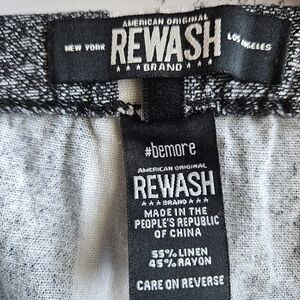 AMERICAN ORIGINAL
NEW YORK REWASH LOS ANGELES
★★★★ BRAND ★★★★
#bemore
AMERICAN ORIGINAL
REWASH
★★★★ BRAND ★★★★
MADE IN THE
PEOPLE'S REPUBLIC
OF CHINA
55% LINEN
45% RAYON
CARE ON REVERSE